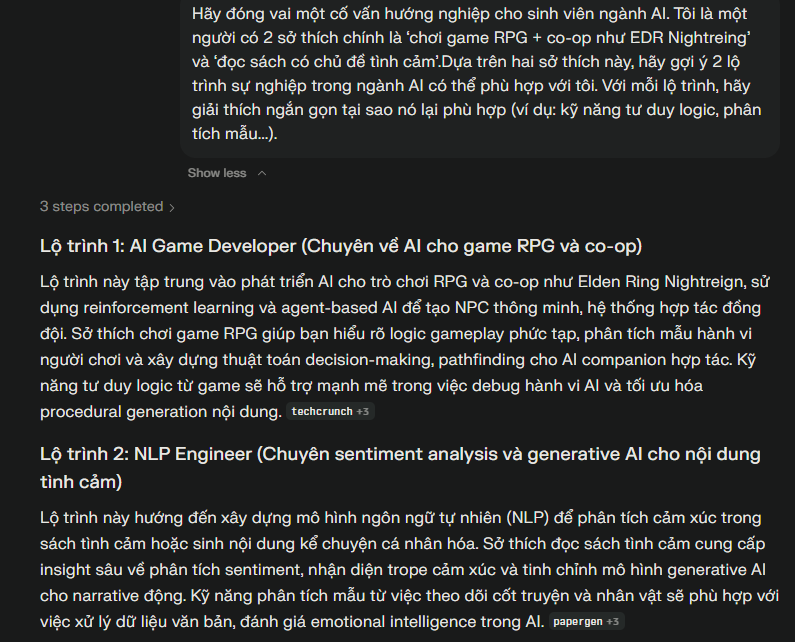 Hãy đóng vai một cố vấn hướng nghiệp cho sinh viên ngành AI. Tôi là một
người có 2 sở thích chính là ‘chơi game RPG + co-op như EDR Nightreing’
và ‘đọc sách có chủ đề tình cảm’.Dựa trên hai sở thích này, hãy gợi ý 2 lộ
trình sự nghiệp trong ngành AI có thể phù hợp với tôi. Với mỗi lộ trình, hãy
giải thích ngắn gọn tại sao nó lại phù hợp (ví dụ: kỹ năng tư duy logic, phân
tích mẫu...).
Show less
3 steps completed
Lộ trình 1: AI Game Developer (Chuyên về AI cho game RPG và co-op)
Lộ trình này tập trung vào phát triển AI cho trò chơi RPG và co-op như Elden Ring Nightreign, sử
dụng reinforcement learning và agent-based AI để tạo NPC thông minh, hệ thống hợp tác đồng
đội. Sở thích chơi game RPG giúp bạn hiểu rõ logic gameplay phức tạp, phân tích mẫu hành vi
người chơi và xây dựng thuật toán decision-making, pathfinding cho AI companion hợp tác. Kỹ
năng tư duy logic từ game sẽ hỗ trợ mạnh mẽ trong việc debug hành vi AI và tối ưu hóa
procedural generation nội dung. techcrunch +3
Lộ trình 2: NLP Engineer (Chuyên sentiment analysis và generative AI cho nội dung
tình cảm)
Lộ trình này hướng đến xây dựng mô hình ngôn ngữ tự nhiên (NLP) để phân tích cảm xúc trong
sách tình cảm hoặc sinh nội dung kể chuyện cá nhân hóa. Sở thích đọc sách tình cảm cung cấp
insight sâu về phân tích sentiment, nhận diện trope cảm xúc và tinh chỉnh mô hình generative AI
cho narrative động. Kỹ năng phân tích mẫu từ việc theo dõi cốt truyện và nhân vật sẽ phù hợp với
việc xử lý dữ liệu văn bản, đánh giá emotional intelligence trong AI. papergen +3